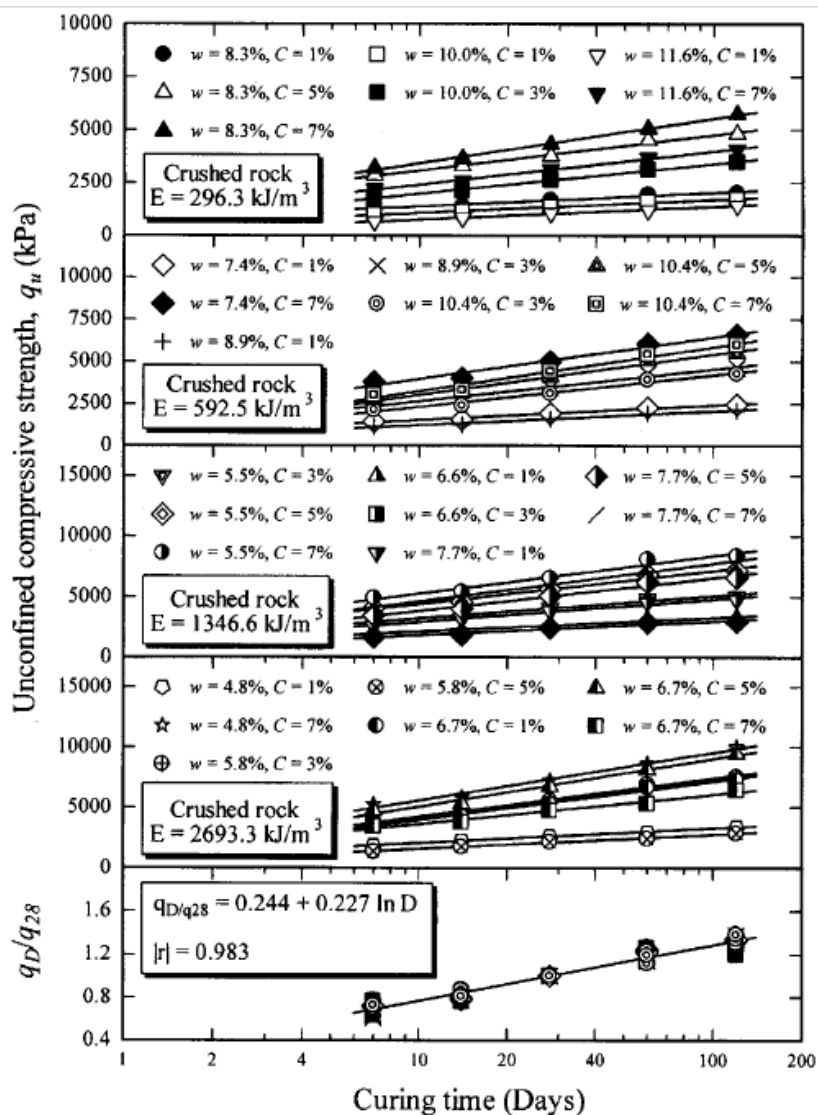 Unconfined compressive strength, q_u (kPa)
10000
7500
5000
2500
0
w = 8.3%, C = 1%
w = 10.0%, C = 1%
w = 11.6%, C = 1%
w = 8.3%, C = 5%
w = 10.0%, C = 3%
w = 11.6%, C = 7%
w = 8.3%, C = 7%
Crushed rock
E = 296.3 kJ/m³
10000
7500
5000
2500
0
w = 7.4%, C = 1%
w = 8.9%, C = 3%
w = 10.4%, C = 5%
w = 7.4%, C = 7%
w = 10.4%, C = 3%
w = 10.4%, C = 7%
w = 8.9%, C = 1%
Crushed rock
E = 592.5 kJ/m³
15000
10000
5000
0
w = 5.5%, C = 3%
w = 6.6%, C = 1%
w = 7.7%, C = 5%
w = 5.5%, C = 5%
w = 6.6%, C = 3%
w = 7.7%, C = 7%
w = 5.5%, C = 7%
w = 7.7%, C = 1%
Crushed rock
E = 1346.6 kJ/m³
15000
10000
5000
0
w = 4.8%, C = 1%
w = 5.8%, C = 5%
w = 6.7%, C = 5%
w = 4.8%, C = 7%
w = 6.7%, C = 1%
w = 6.7%, C = 7%
w = 5.8%, C = 3%
Crushed rock
E = 2693.3 kJ/m³
q_D/q_28
1.6
1.2
0.8
0.4
q_D/q28 = 0.244 + 0.227 ln D
|r| = 0.983
1 2 4 6 10 20 40 60 100 200
Curing time (Days)